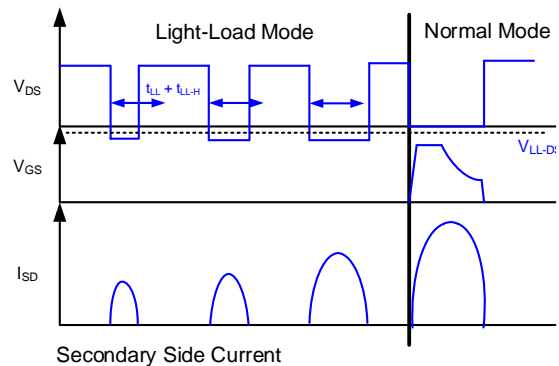 Light-Load Mode
Normal Mode
VDS
tLL + tLL-H
VLL-DS
VGS
ISD
Secondary Side Current